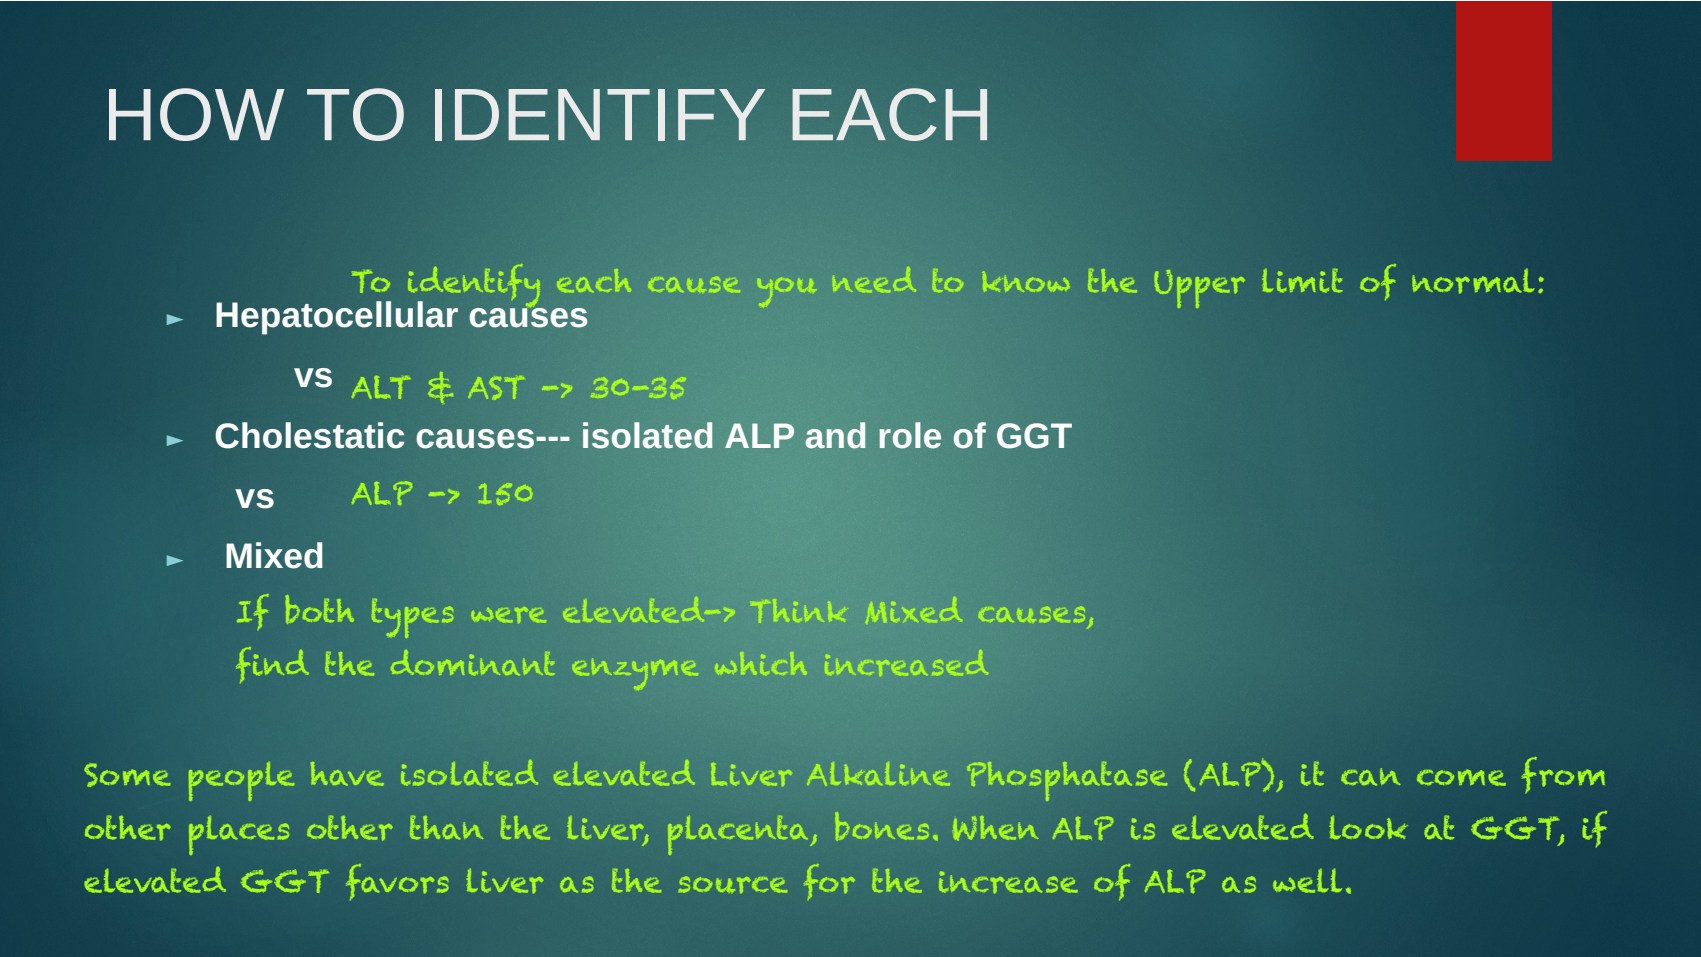 HOW TO IDENTIFY EACH
To identify each cause you need to know the Upper limit of normal:
► Hepatocellular causes
vs
ALT & AST -> 30-35
► Cholestatic causes--- isolated ALP and role of GGT
vs
ALP -> 150
► Mixed
If both types were elevated-> Think Mixed causes,
find the dominant enzyme which increased
Some people have isolated elevated Liver Alkaline Phosphatase (ALP), it can come from
other places other than the liver, placenta, bones. When ALP is elevated look at GGT, if
elevated GGT favors liver as the source for the increase of ALP as well.